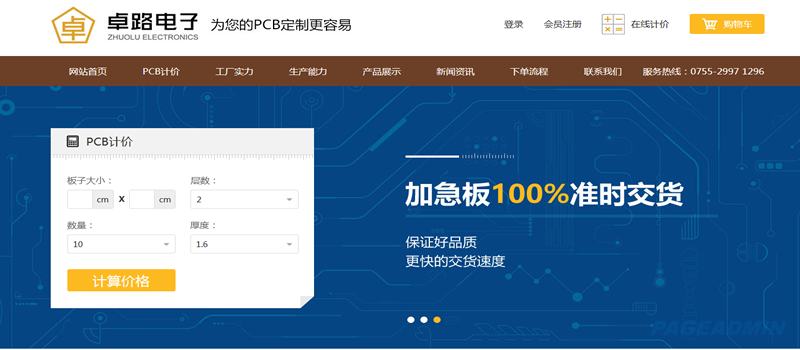 卓
卓路电子
ZHUOLU ELECTRONICS
为您的PCB定制更容易
登录
会员注册
在线计价
购物车
网站首页
PCB计价
工厂实力
生产能力
产品展示
新闻资讯
下单流程
联系我们
服务热线：0755-2997 1296
PCB计价
板子大小：
层数：
cm X cm
2
数量：
厚度：
10
1.6
计算价格
加急板100%准时交货
保证好品质
更快的交货速度
PAGEADMIN